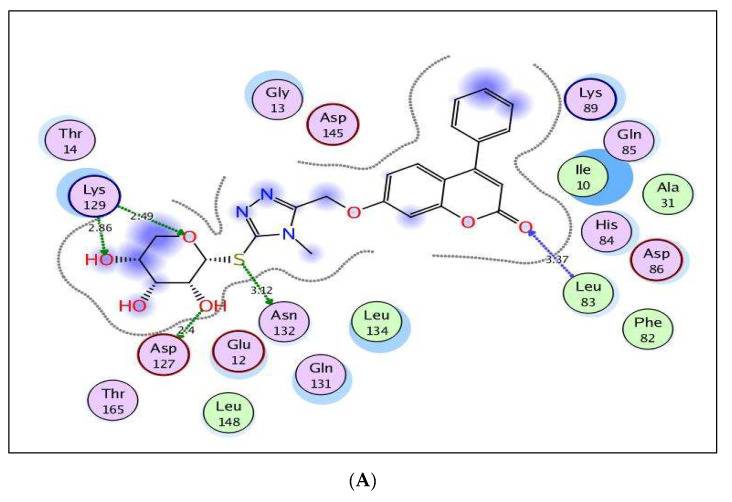 Gly
13
Asp
145
Lys
89
Gln
85
Thr
14
Ile
10
Ala
31
Lys
129
2.49
2.86
N
N
N
O
O
O
HO
O
S
His
84
Asp
86
3.37
3.12
Leu
83
HO
OH
Asn
132
Leu
134
Phe
82
2.4
Asp
127
Glu
12
Gln
131
Thr
165
Leu
148
(A)